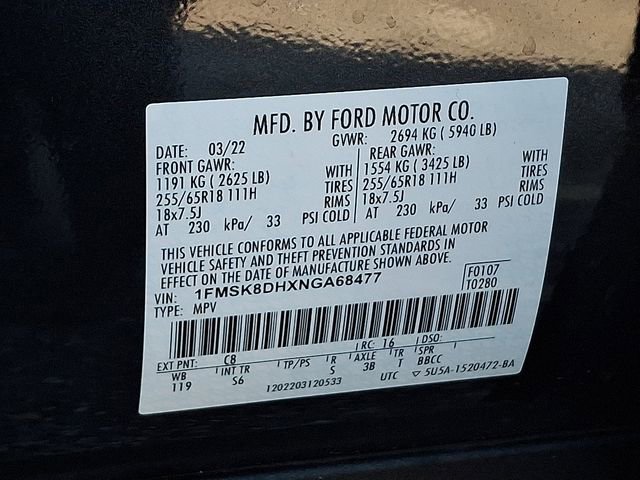 MFD. BY FORD MOTOR CO.
DATE: 03/22 GVWR: 2694 KG ( 5940 LB)
FRONT GAWR: REAR GAWR:
1191 KG ( 2625 LB) WITH 1554 KG ( 3425 LB) WITH
255/65R18 111H TIRES 255/65R18 111H TIRES
18x7.5J RIMS 18x7.5J RIMS
AT 230 kPa/ 33 PSI COLD AT 230 kPa/ 33 PSI COLD
THIS VEHICLE CONFORMS TO ALL APPLICABLE FEDERAL MOTOR
VEHICLE SAFETY AND THEFT PREVENTION STANDARDS IN
EFFECT ON THE DATE OF MANUFACTURE SHOWN ABOVE.
VIN: 1FMSK8DHXNGA68477 F0107
TYPE: MPV T0280
EXT PNT: C8 RC: 16 DSO:
WB INT TR TP/PS R AXLE TR SPR
119 S6 S 3B T BBCC
1202203120533 UTC ▽ 5U5A-1520472-BA